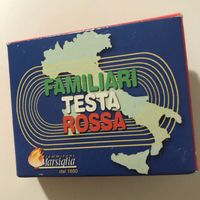 FAMILIARI
TESTA
ROSSA
FIAMMIFERI
Marsiglia
dal 1880